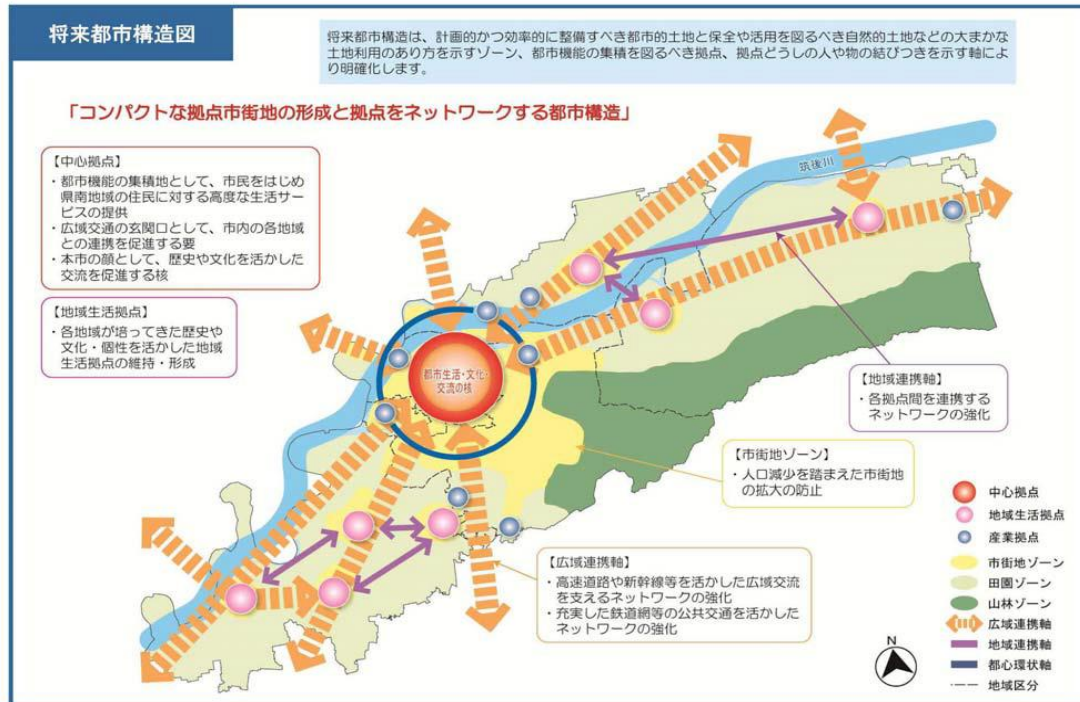 将来都市構造図
将来都市構造は、計画的かつ効率的に整備すべき都市的土地と保全や活用を図るべき自然的土地などの大まかな
土地利用のあり方を示すゾーン、都市機能の集積を図るべき拠点、拠点どうしの人や物の結びつきを示す軸によ
り明確化します。
「コンパクトな拠点市街地の形成と拠点をネットワークする都市構造」
【中心拠点】
・都市機能の集積地として、市民をはじめ
県南地域の住民に対する高度な生活サー
ビスの提供
・広域交通の玄関口として、市内の各地域
との連携を促進する要
・本市の顔として、歴史や文化を活かした
交流を促進する核
【地域生活拠点】
・各地域が培ってきた歴史や
文化・個性を活かした地域
生活拠点の維持・形成
筑後川
都市生活・文化・
交流の核
【地域連携軸】
・各拠点間を連携する
ネットワークの強化
【市街地ゾーン】
・人口減少を踏まえた市街地
の拡大の防止
【広域連携軸】
・高速道路や新幹線等を活かした広域交流
を支えるネットワークの強化
・充実した鉄道網等の公共交通を活かした
ネットワークの強化
中心拠点
地域生活拠点
産業拠点
市街地ゾーン
田園ゾーン
山林ゾーン
広域連携軸
地域連携軸
都心環状軸
地域区分
N